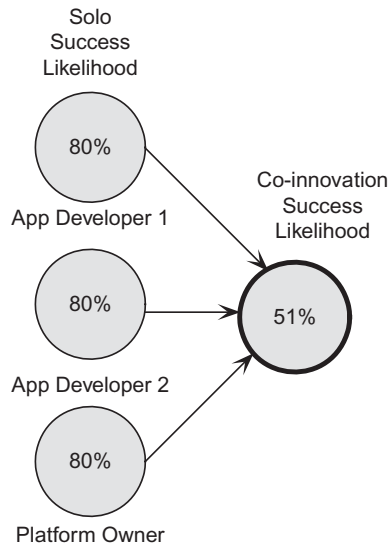 Solo
Success
Likelihood
80%
App Developer 1
Co-innovation
Success
Likelihood
80%
51%
App Developer 2
80%
Platform Owner